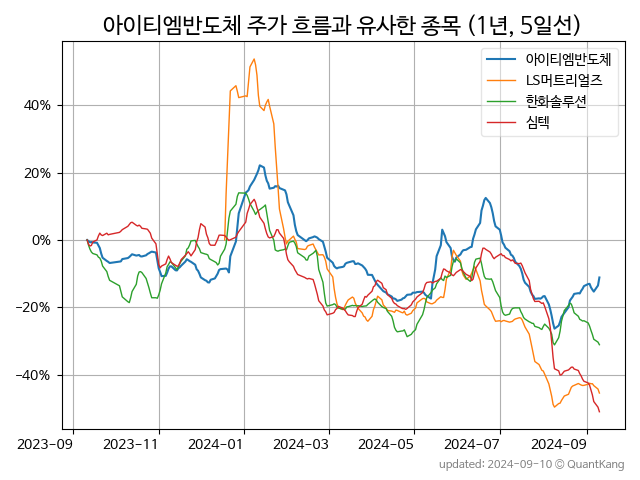 아이티엠반도체 주가 흐름과 유사한 종목 (1년, 5일선)
아이티엠반도체
LS머트리얼즈
한화솔루션
심텍
40%
20%
0%
−20%
−40%
2023-09
2023-11
2024-01
2024-03
2024-05
2024-07
2024-09
updated: 2024-09-10 © QuantKang